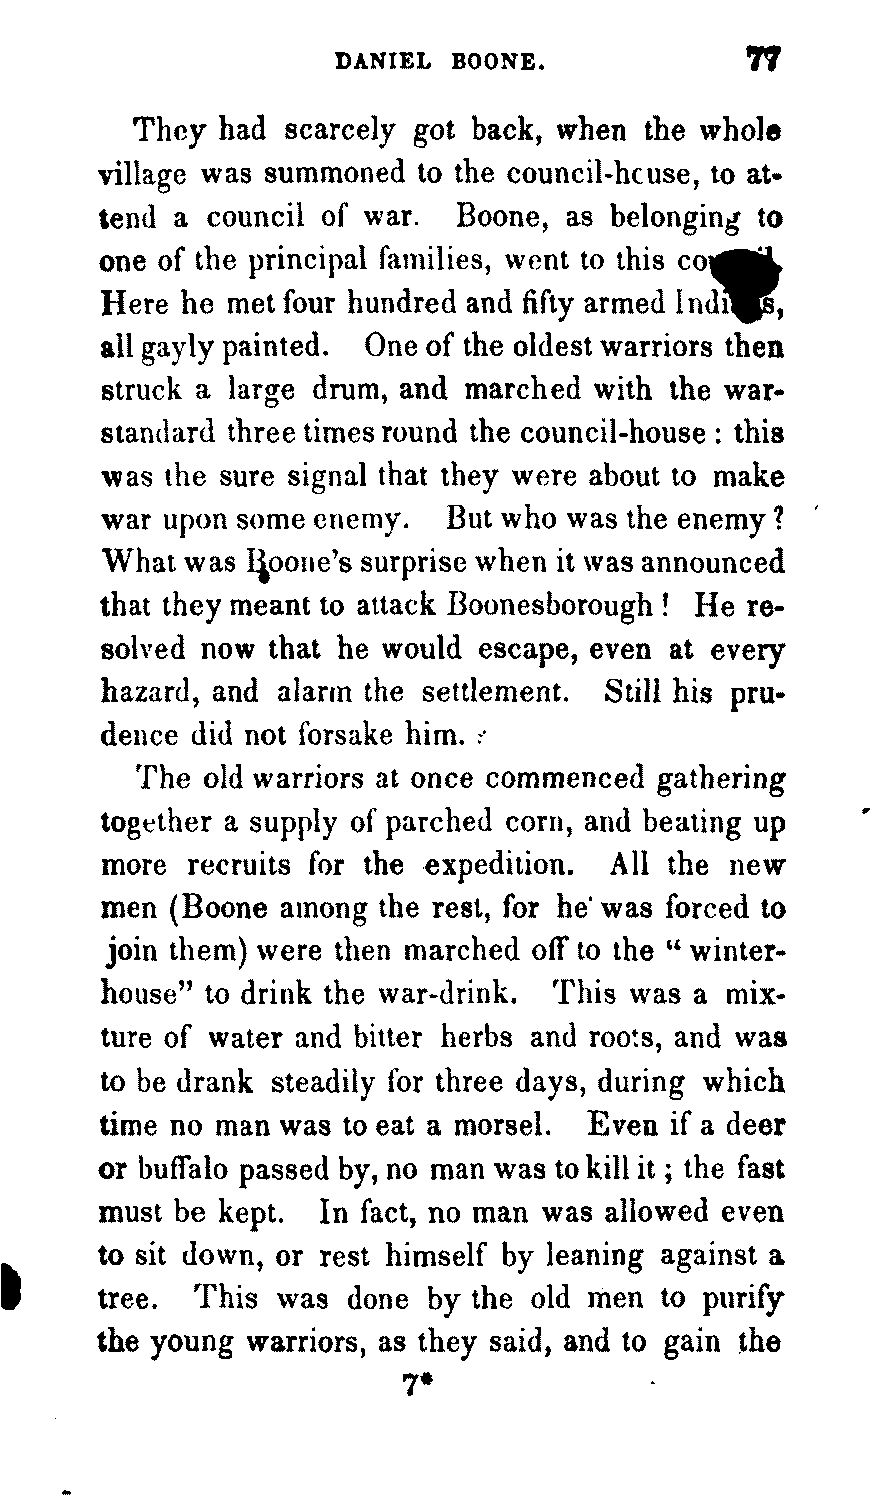 DANIEL BOONE. 77
They had scarcely got back, when the whole
village was summoned to the council-house, to at-
tend a council of war. Boone, as belonging to
one of the principal families, went to this
Here he met four hundred and fifty armed
all gayly painted. One of the oldest warriors then
struck a large drum, and marched with the war-
standard three times round the council-house : this
was the sure signal that they were about to make
war upon some enemy. But who was the enemy ?
What was Boone's surprise when it was announced
that they meant to attack Boonesborough ! He re-
solved now that he would escape, even at every
hazard, and alarm the settlement. Still his pru-
dence did not forsake him.
The old warriors at once commenced gathering
together a supply of parched corn, and beating up
more recruits for the expedition. All the new
men (Boone among the rest, for he was forced to
join them) were then marched off to the " winter-
house" to drink the war-drink. This was a mix-
ture of water and bitter herbs and roots, and was
to be drank steadily for three days, during which
time no man was to eat a morsel. Even if a deer
or buffalo passed by, no man was to kill it ; the fast
must be kept. In fact, no man was allowed even
to sit down, or rest himself by leaning against a
tree. This was done by the old men to purify
the young warriors, as they said, and to gain the
7*